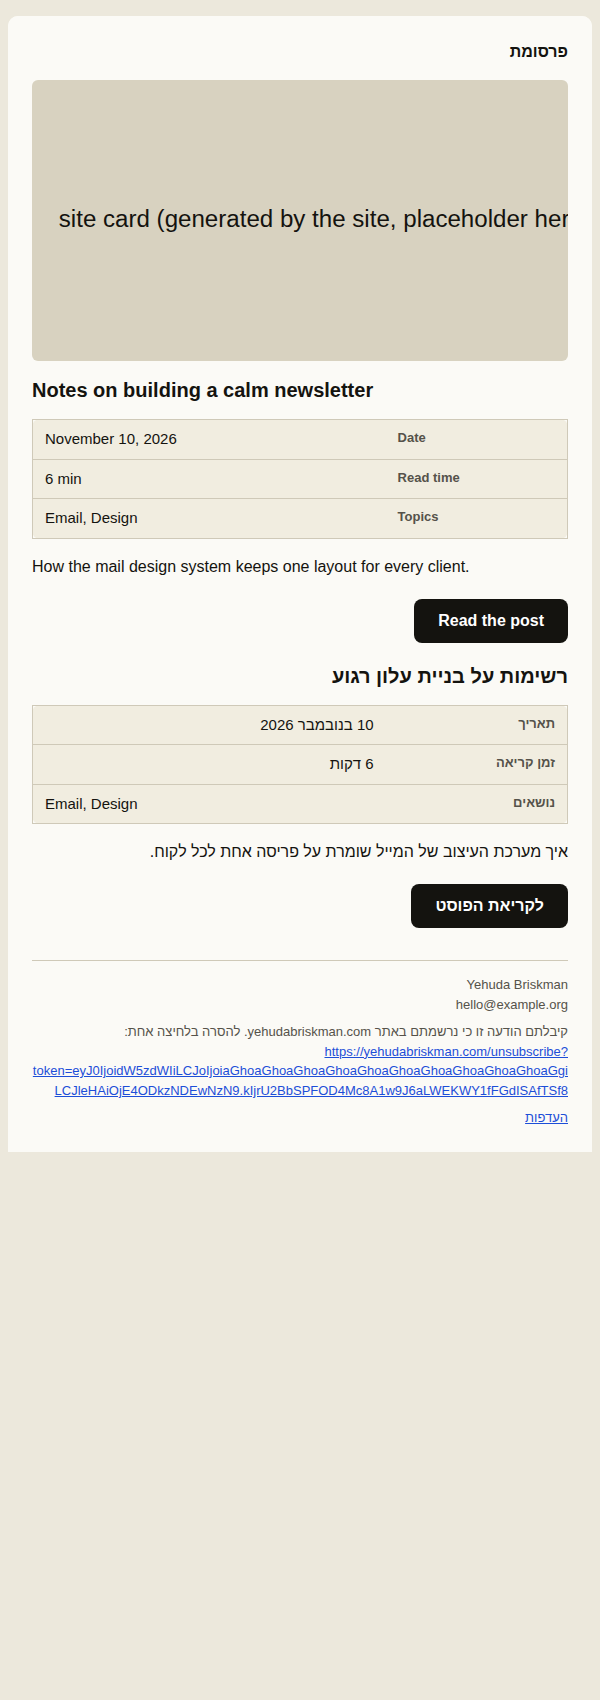 פרסומת
site card (generated by the site, placeholder her
Notes on building a calm newsletter
Date November 10, 2026
Read time 6 min
Topics Email, Design
How the mail design system keeps one layout for every client.
Read the post
רשימות על בניית עלון רגוע
תאריך 10 בנובמבר 2026
זמן קריאה 6 דקות
נושאים Email, Design
איך מערכת העיצוב של המייל שומרת על פריסה אחת לכל לקוח.
לקריאת הפוסט
Yehuda Briskman
hello@example.org
קיבלתם הודעה זו כי נרשמתם באתר yehudabriskman.com. להסרה בלחיצה אחת:
https://yehudabriskman.com/unsubscribe?
token=eyJ0IjoidW5zdWIiLCJoIjoiaGhoaGhoaGhoaGhoaGhoaGhoaGhoaGhoaGhoaGhoaGgi
LCJleHAiOjE4ODkzNDEwNzN9.kIjrU2BbSPFOD4Mc8A1w9J6aLWEKWY1fFGdISAfTSf8
העדפות